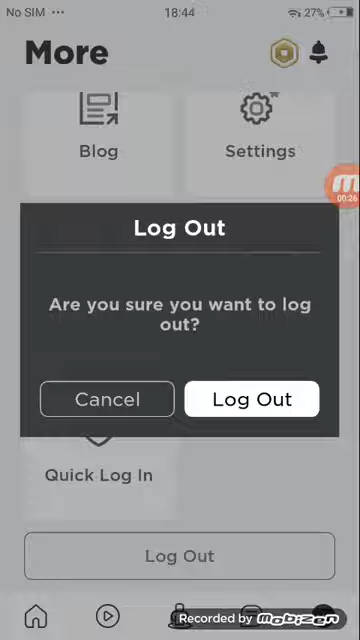 No SIM ··· 18:44 27%
More
Blog Settings
00:26
Log Out
Are you sure you want to log
out?
Cancel Log Out
Quick Log In
Log Out
Recorded by Mobizen